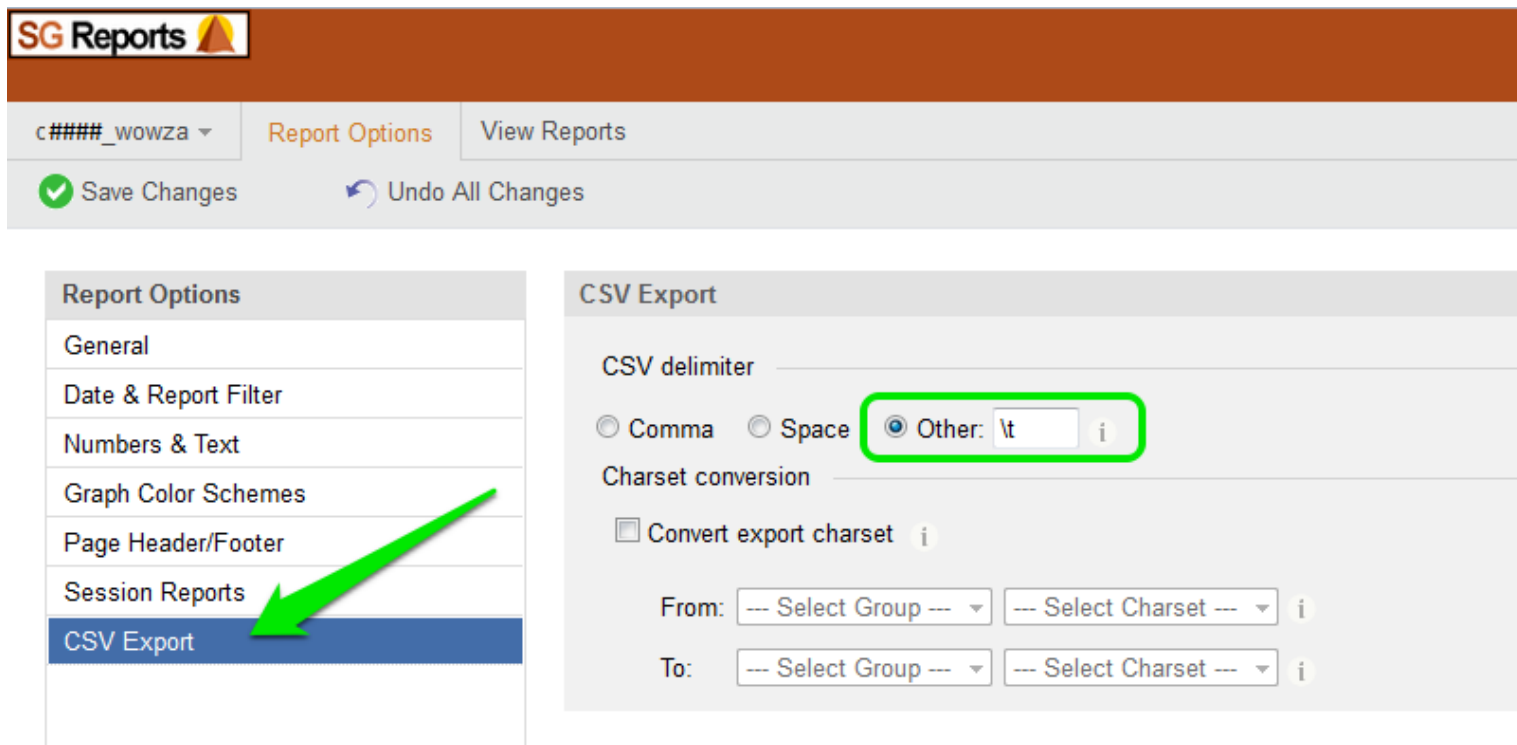 SG Reports
c####_wowza Report Options View Reports
Save Changes Undo All Changes
Report Options
General
Date & Report Filter
Numbers & Text
Graph Color Schemes
Page Header/Footer
Session Reports
CSV Export
CSV Export
CSV delimiter
Comma Space Other: \t i
Charset conversion
Convert export charset i
From: --- Select Group --- --- Select Charset --- i
To: --- Select Group --- --- Select Charset --- i